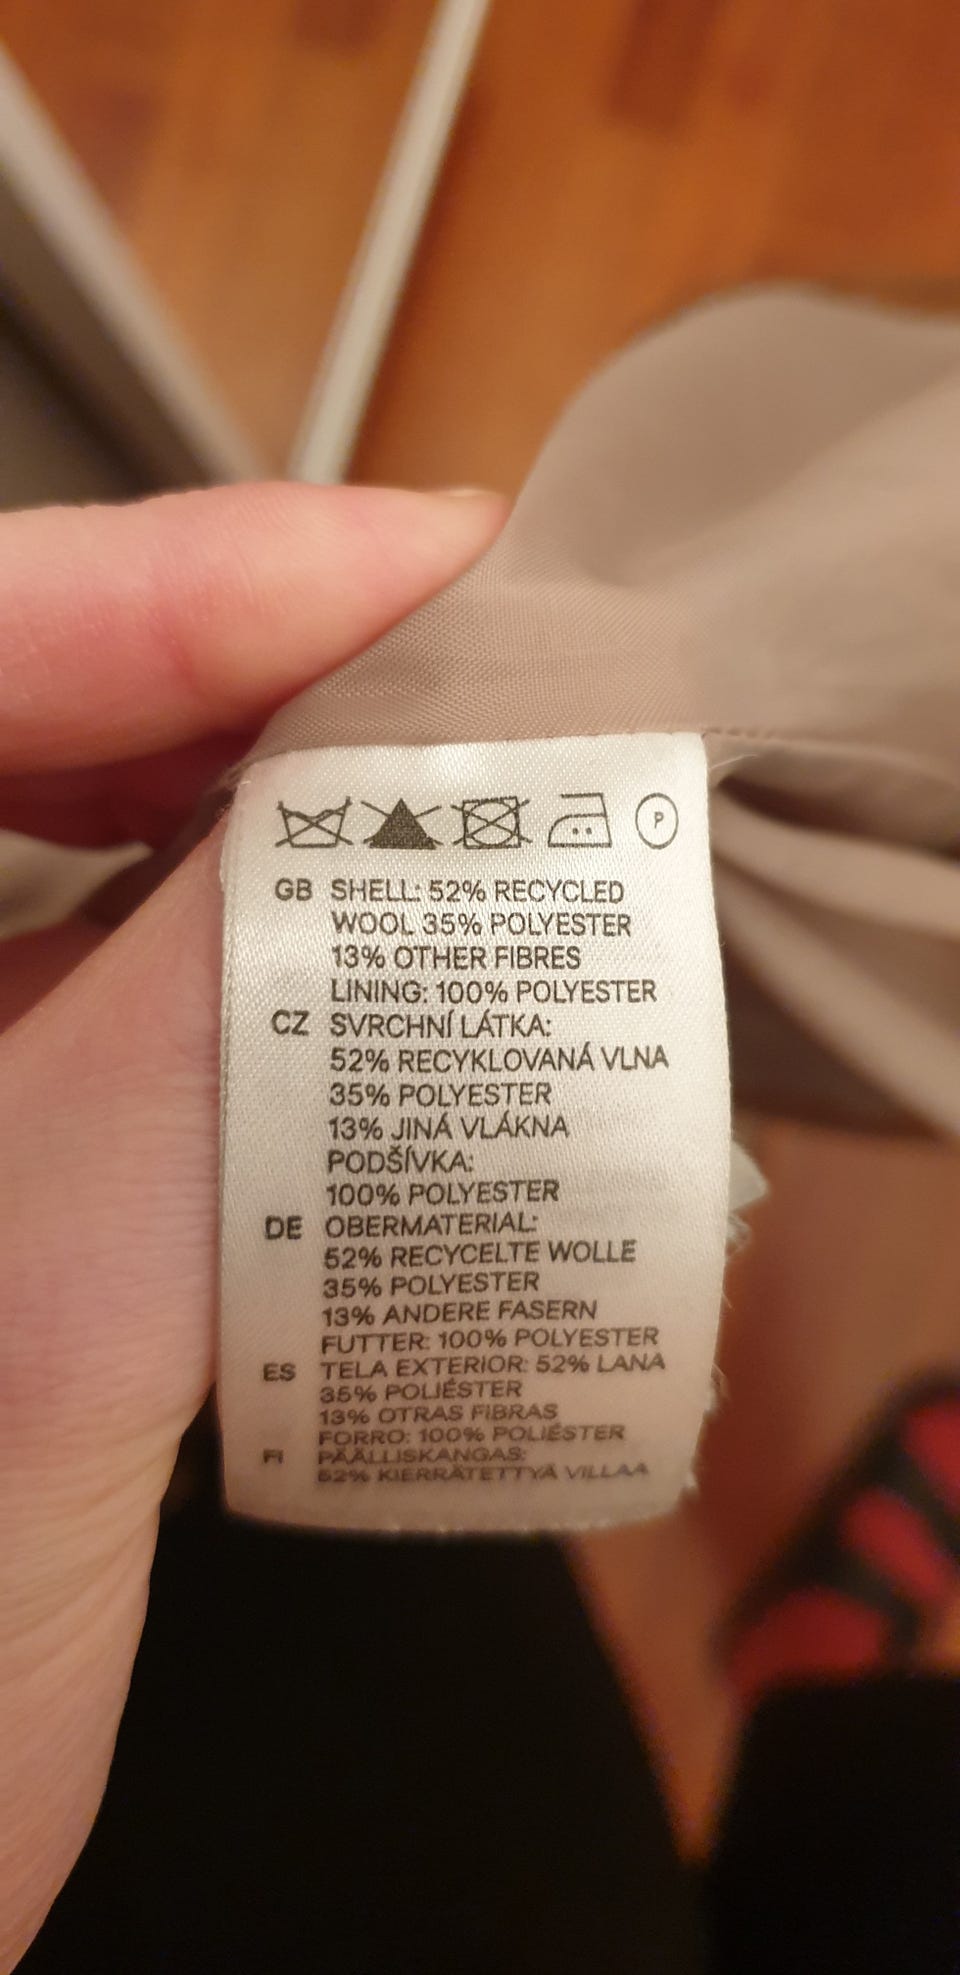 P
GB SHELL: 52% RECYCLED
WOOL 35% POLYESTER
13% OTHER FIBRES
LINING: 100% POLYESTER
CZ SVRCHNÍ LÁTKA:
52% RECYKLOVANÁ VLNA
35% POLYESTER
13% JINÁ VLÁKNA
PODŠÍVKA:
100% POLYESTER
DE OBERMATERIAL:
52% RECYCELTE WOLLE
35% POLYESTER
13% ANDERE FASERN
FUTTER: 100% POLYESTER
ES TELA EXTERIOR: 52% LANA
35% POLIÉSTER
13% OTRAS FIBRAS
FORRO: 100% POLIÉSTER
FI PÄÄLLISKANGAS:
52% KIERRÄTETTYÄ VILLAA